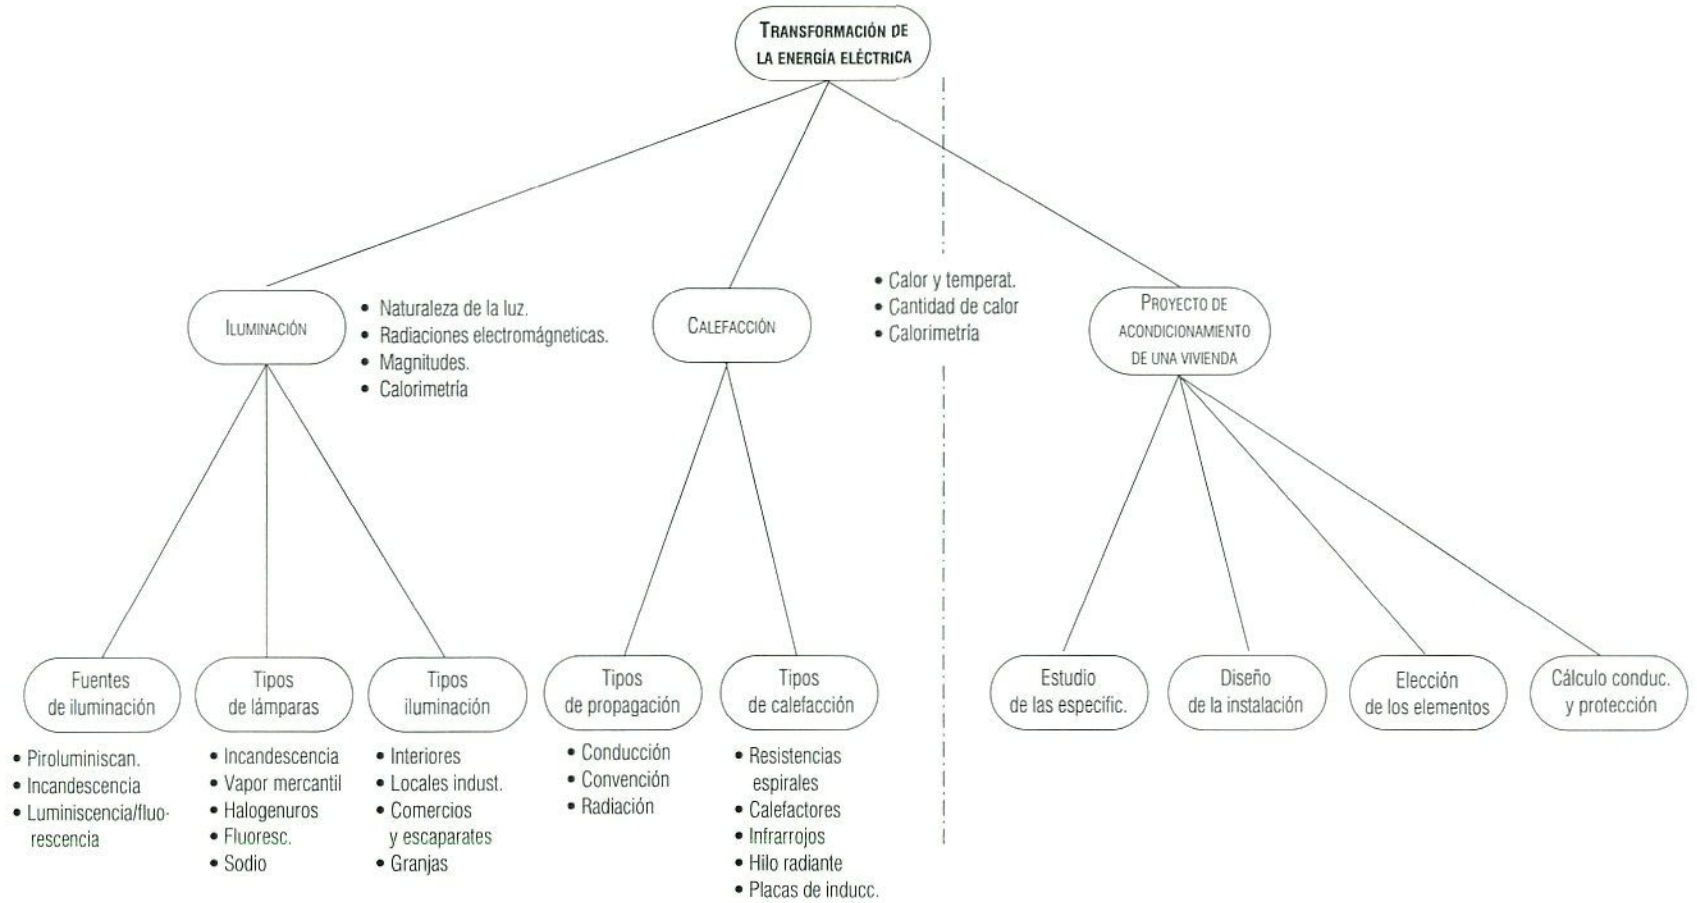 TRANSFORMACIÓN DE
LA ENERGÍA ELÉCTRICA
ILUMINACIÓN
• Naturaleza de la luz.
• Radiaciones electromágneticas.
• Magnitudes.
• Calorimetría
CALEFACCIÓN
• Calor y temperat.
• Cantidad de calor
• Calorimetría
PROYECTO DE
ACONDICIONAMIENTO
DE UNA VIVIENDA
Fuentes
de iluminación
• Piroluminiscan.
• Incandescencia
• Luminiscencia/fluo-
rescencia
Tipos
de lámparas
• Incandescencia
• Vapor mercantil
• Halogenuros
• Fluoresc.
• Sodio
Tipos
iluminación
• Interiores
• Locales indust.
• Comercios
y escaparates
• Granjas
Tipos
de propagación
• Conducción
• Convención
• Radiación
Tipos
de calefacción
• Resistencias
espirales
• Calefactores
• Infrarrojos
• Hilo radiante
• Placas de inducc.
Estudio
de las especific.
Diseño
de la instalación
Elección
de los elementos
Cálculo conduc.
y protección